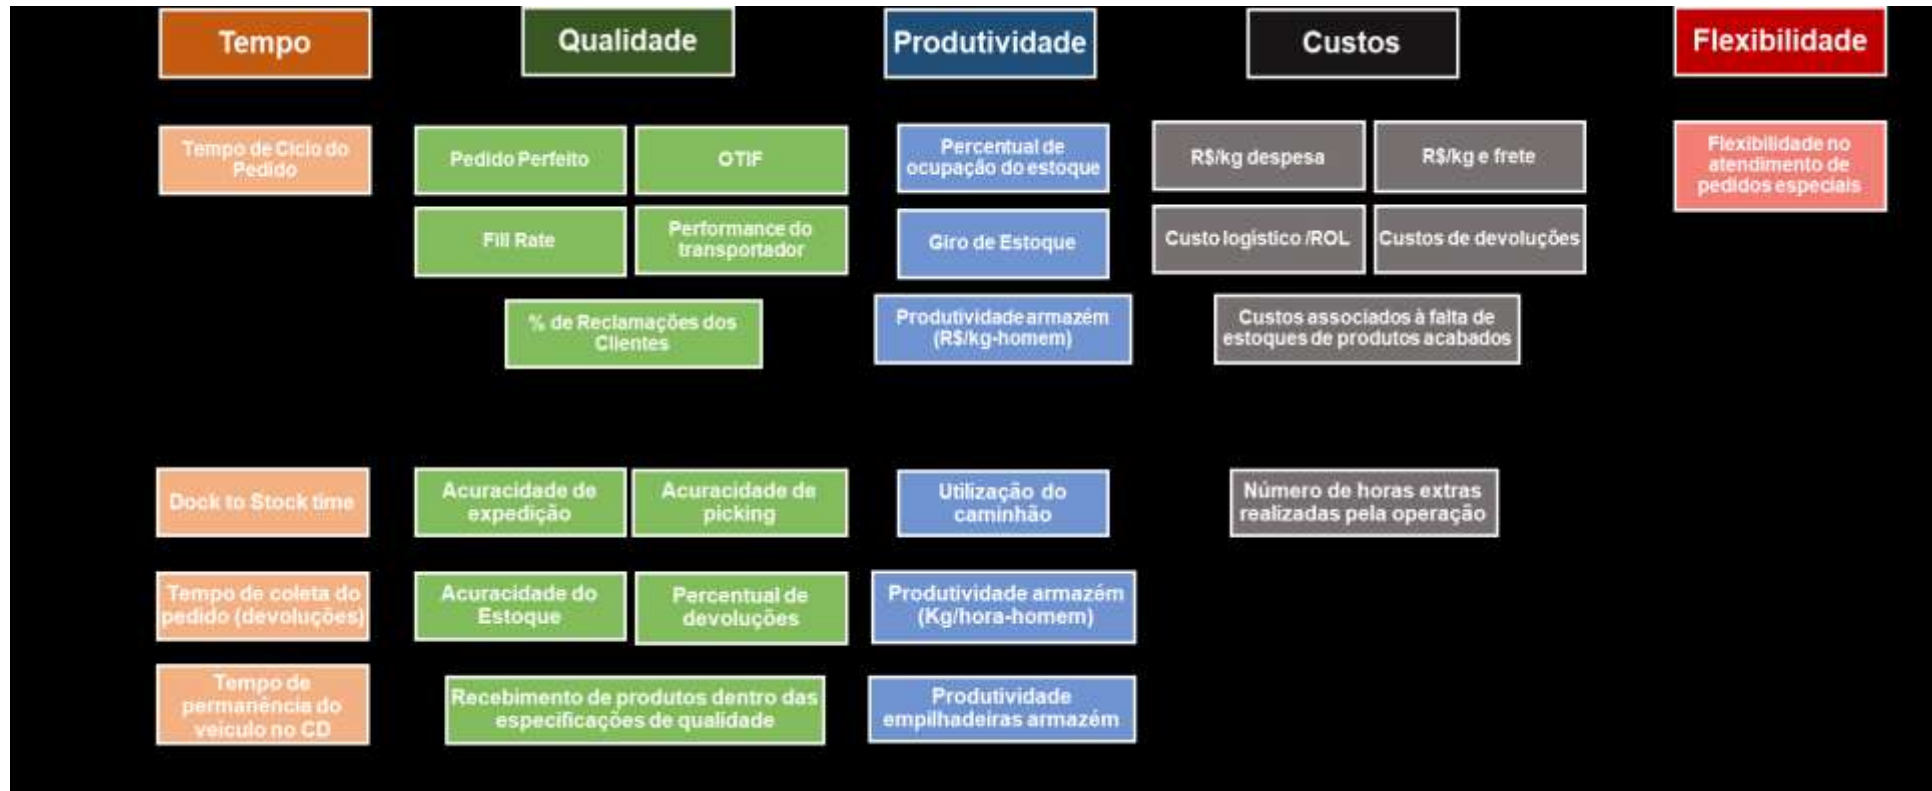 Tempo
Qualidade
Produtividade
Custos
Flexibilidade
Tempo de Ciclo do
Pedido
Pedido Perfeito
OTIF
Percentual de
ocupação do estoque
R$/kg despesa
R$/kg e frete
Flexibilidade no
atendimento de
pedidos especiais
Fill Rate
Performance do
transportador
Giro de Estoque
Custo logístico /ROL
Custos de devoluções
% de Reclamações dos
Clientes
Produtividade armazém
(R$/kg-homem)
Custos associados à falta de
estoques de produtos acabados
Dock to Stock time
Acuracidade de
expedição
Acuracidade de
picking
Utilização do
caminhão
Número de horas extras
realizadas pela operação
Tempo de coleta do
pedido (devoluções)
Acuracidade do
Estoque
Percentual de
devoluções
Produtividade armazém
(Kg/hora-homem)
Tempo de
permanência do
veículo no CD
Recebimento de produtos dentro das
especificações de qualidade
Produtividade
empilhadeiras armazém